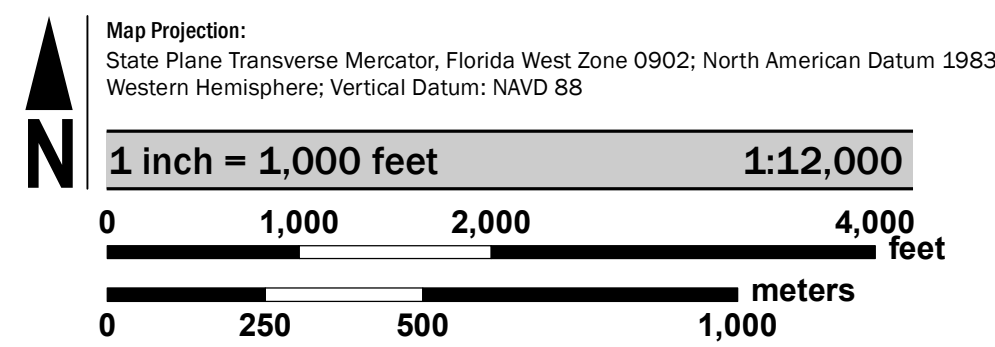 Map Projection:
State Plane Transverse Mercator, Florida West Zone 0902; North American Datum 1983
Western Hemisphere; Vertical Datum: NAVD 88
N
1 inch = 1,000 feet 1:12,000
0 1,000 2,000 4,000
feet
meters
0 250 500 1,000